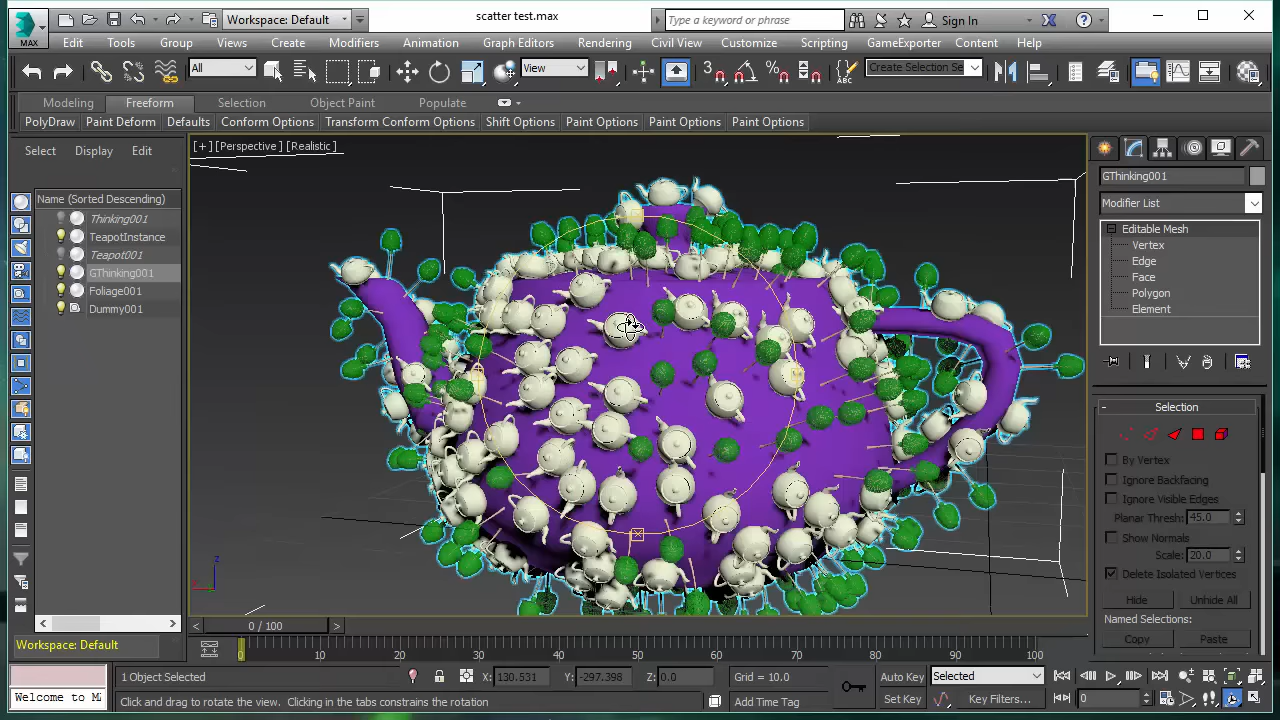 MAX
Workspace: Default
scatter test.max
Type a keyword or phrase
Sign In
Edit Tools Group Views Create Modifiers Animation Graph Editors Rendering Civil View Customize Scripting GameExporter Content Help
All
View
3
ABC
Create Selection Se
Modeling Freeform Selection Object Paint Populate
PolyDraw Paint Deform Defaults Conform Options Transform Conform Options Shift Options Paint Options Paint Options Paint Options
Select Display Edit
Name (Sorted Descending)
Thinking001
TeapotInstance
Teapot001
GThinking001
Foliage001
Dummy001
Workspace: Default
[+] [Perspective] [Realistic]
z
GThinking001
Modifier List
Editable Mesh
Vertex
Edge
Face
Polygon
Element
- Selection
By Vertex
Ignore Backfacing
Ignore Visible Edges
Planar Thresh: 45.0
Show Normals
Scale: 20.0
Delete Isolated Vertices
Hide Unhide All
Named Selections:
Copy Paste
< 0 / 100 >
0 10 20 30 40 50 60 70 80 90 100
1 Object Selected
X: 130.531 Y: -297.398 Z: 0.0
Grid = 10.0
Auto Key Selected
Welcome to M
Click and drag to rotate the view. Clicking in the tabs constrains the rotation
Add Time Tag
Set Key Key Filters...
0